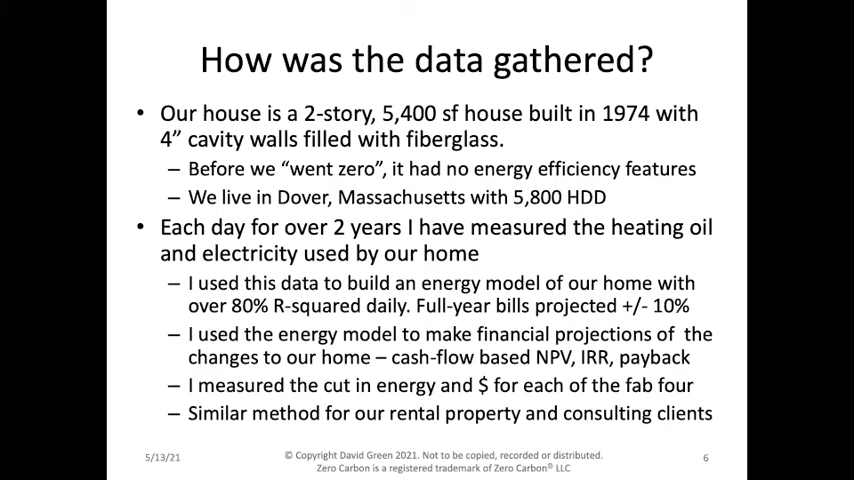 How was the data gathered?
• Our house is a 2-story, 5,400 sf house built in 1974 with
4” cavity walls filled with fiberglass.
– Before we “went zero”, it had no energy efficiency features
– We live in Dover, Massachusetts with 5,800 HDD
• Each day for over 2 years I have measured the heating oil
and electricity used by our home
– I used this data to build an energy model of our home with
over 80% R-squared daily. Full-year bills projected +/- 10%
– I used the energy model to make financial projections of the
changes to our home – cash-flow based NPV, IRR, payback
– I measured the cut in energy and $ for each of the fab four
– Similar method for our rental property and consulting clients
5/13/21
© Copyright David Green 2021. Not to be copied, recorded or distributed.
Zero Carbon is a registered trademark of Zero Carbon® LLC
6